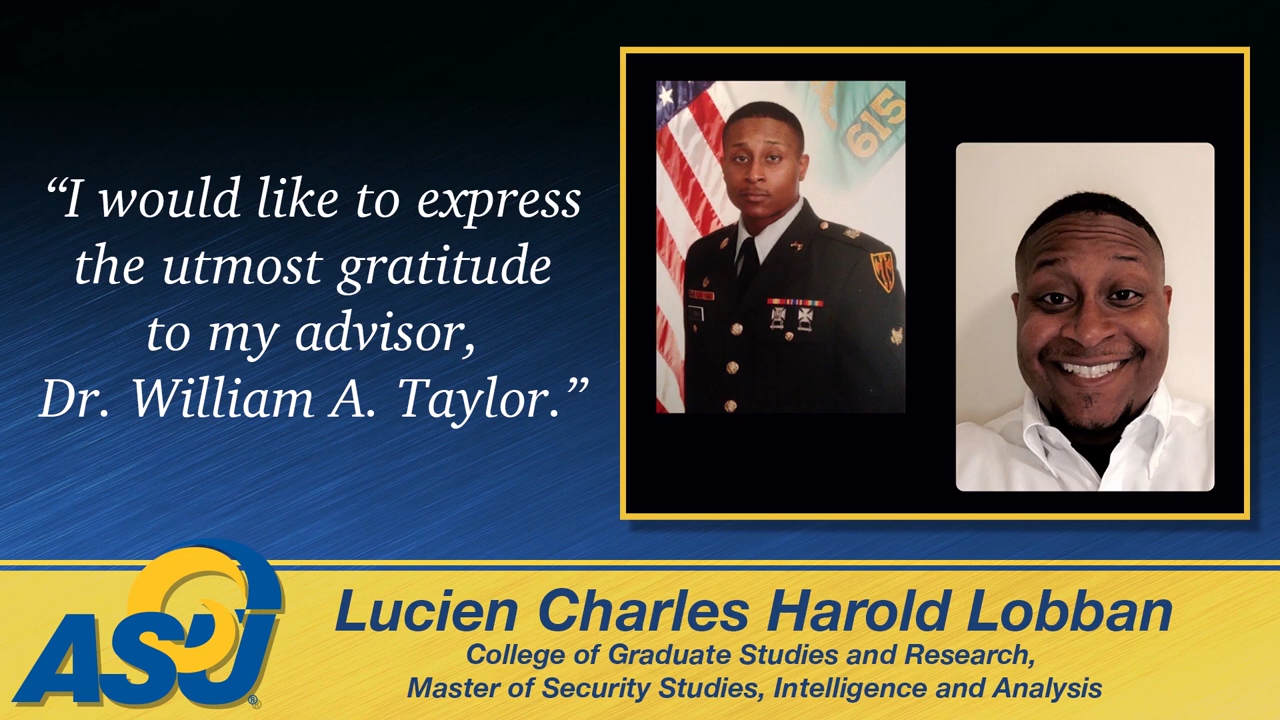 “I would like to express
the utmost gratitude
to my advisor,
Dr. William A. Taylor.”
615
ASU
®
Lucien Charles Harold Lobban
College of Graduate Studies and Research,
Master of Security Studies, Intelligence and Analysis